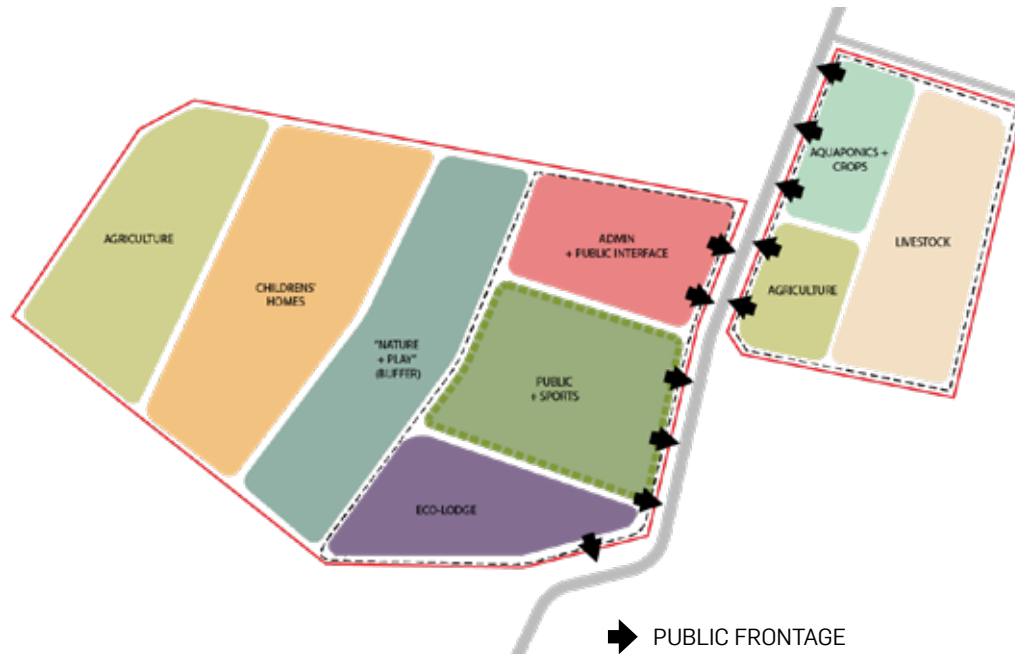 AGRICULTURE
CHILDRENS'
HOMES
"NATURE
+ PLAY"
(BUFFER)
ADMIN
+ PUBLIC INTERFACE
PUBLIC
+ SPORTS
ECO-LODGE
AQUAPONICS +
CROPS
AGRICULTURE
LIVESTOCK
PUBLIC FRONTAGE